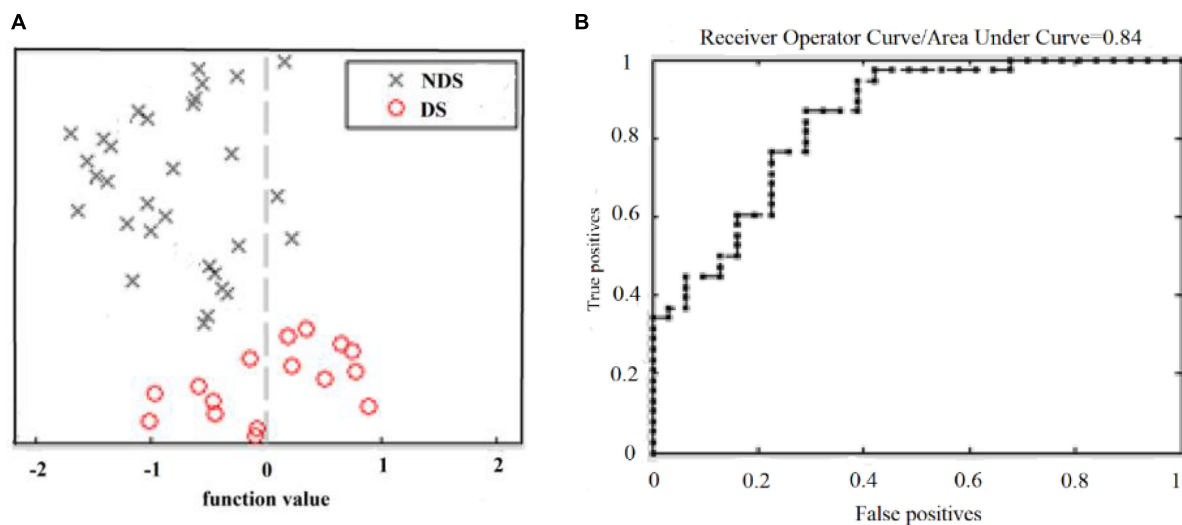 A
NDS
DS
-2 -1 0 1 2
function value
B
Receiver Operator Curve/Area Under Curve=0.84
1
0.8
0.6
0.4
0.2
0
True positives
0 0.2 0.4 0.6 0.8 1
False positives